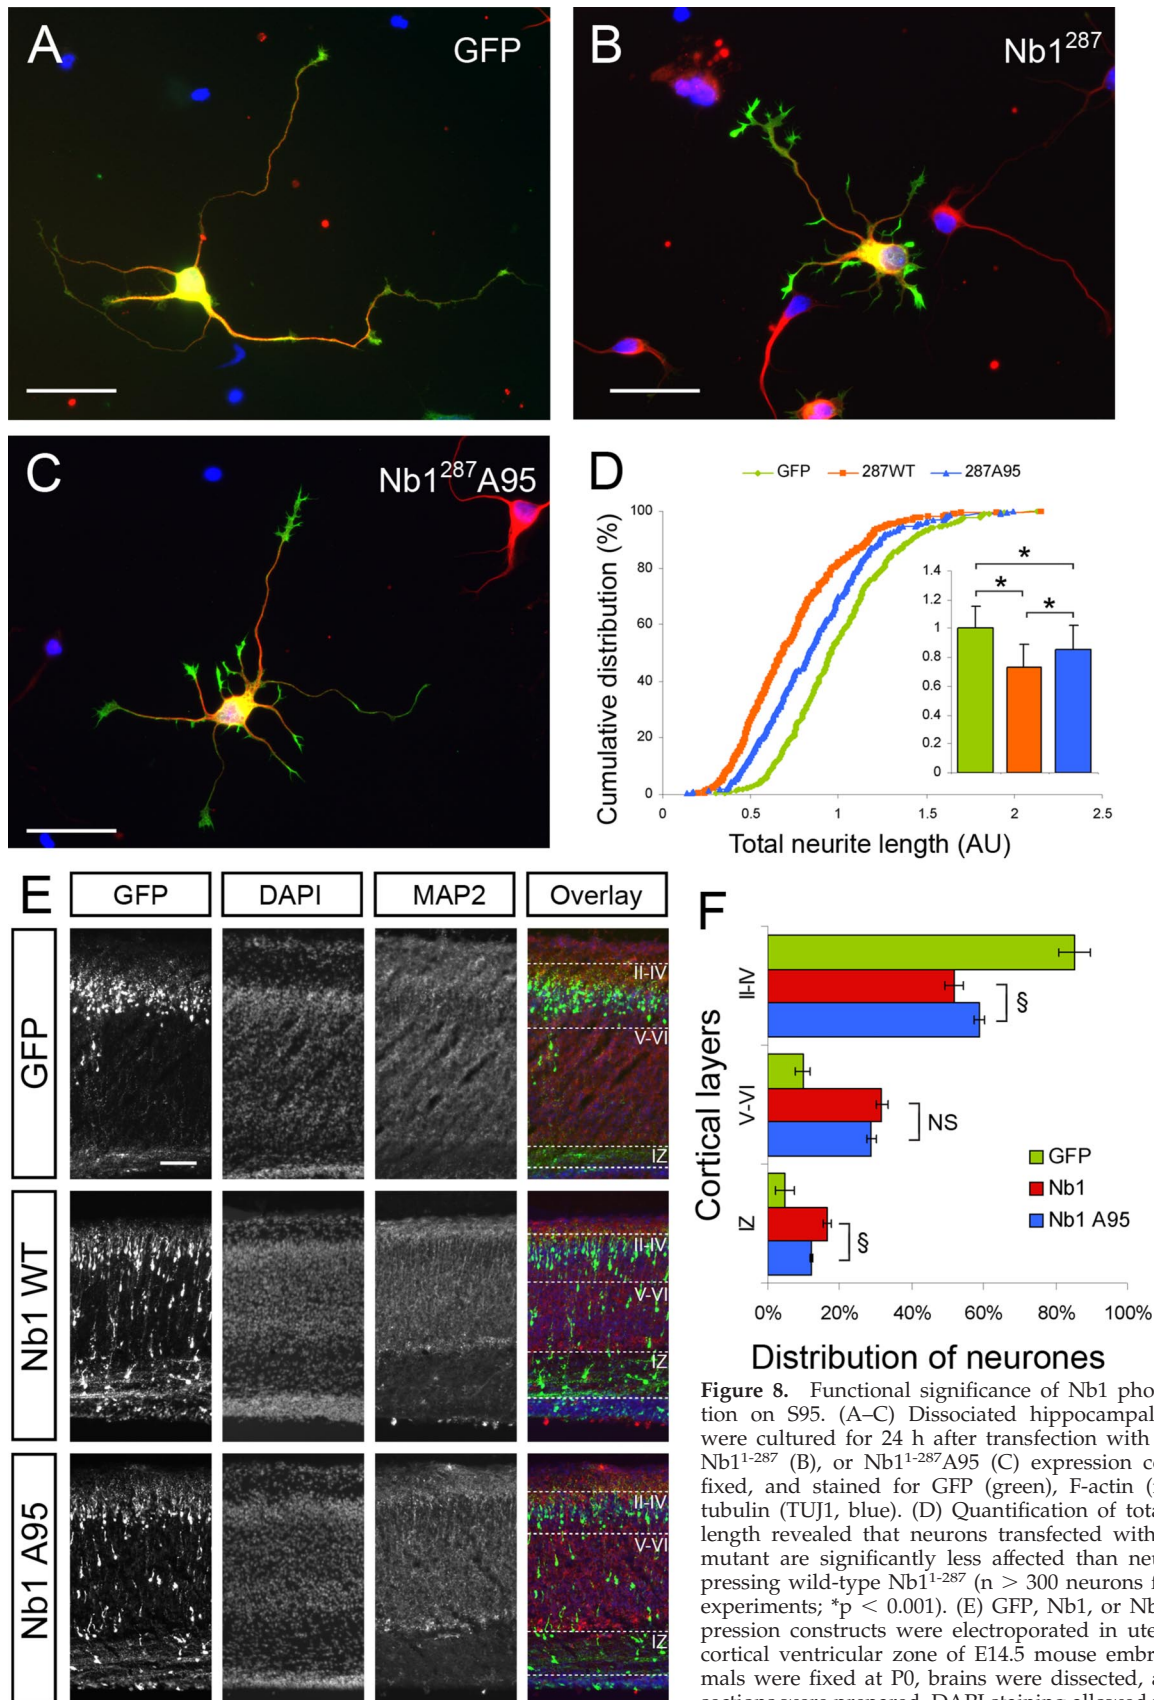 A
GFP
B
Nb1287
C
Nb1287A95
D
GFP 287WT 287A95
Cumulative distribution (%)
100
80
60
40
20
0
0 0.5 1 1.5 2 2.5
Total neurite length (AU)
1.4
1.2
1
0.8
0.6
0.4
0.2
0
*
*
*
E
GFP DAPI MAP2 Overlay
GFP
II-IV
V-VI
IZ
Nb1 WT
II-IV
V-VI
IZ
Nb1 A95
II-IV
V-VI
IZ
F
Cortical layers
II-IV
V-VI
IZ
§
NS
§
GFP
Nb1
Nb1 A95
0% 20% 40% 60% 80% 100%
Distribution of neurones
Figure 8. Functional significance of Nb1 pho
tion on S95. (A–C) Dissociated hippocampal
were cultured for 24 h after transfection with
Nb11-287 (B), or Nb11-287A95 (C) expression co
fixed, and stained for GFP (green), F-actin (
tubulin (TUJ1, blue). (D) Quantification of tota
length revealed that neurons transfected with
mutant are significantly less affected than neu
pressing wild-type Nb11-287 (n > 300 neurons f
experiments; *p < 0.001). (E) GFP, Nb1, or Nb
pression constructs were electroporated in ute
cortical ventricular zone of E14.5 mouse embr
mals were fixed at P0, brains were dissected, a